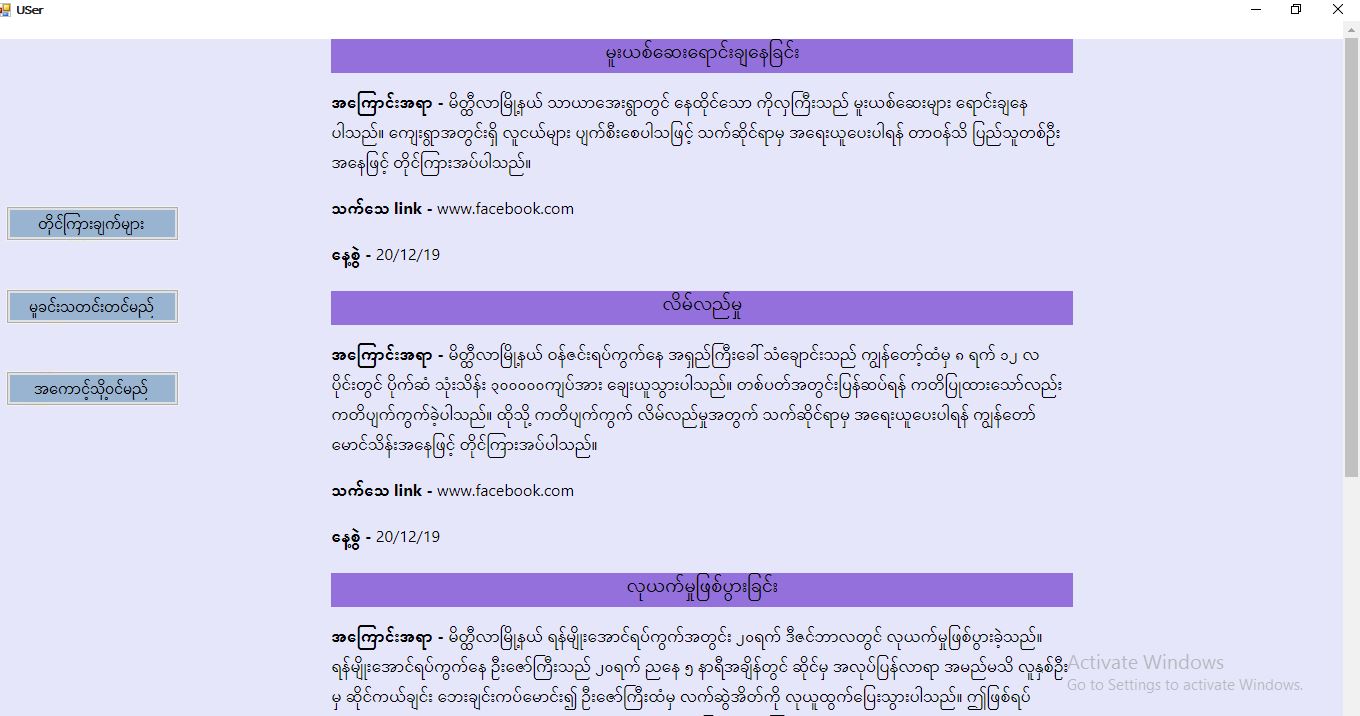 USer
မူးယစ်ဆေးရောင်းချနေခြင်း
အကြောင်းအရာ - မိတ္ထီလာမြို့နယ် သာယာအေးရွာတွင် နေထိုင်သော ကိုလှကြီးသည် မူးယစ်ဆေးများ ရောင်းချနေ
ပါသည်။ ကျေးရွာအတွင်းရှိ လူငယ်များ ပျက်စီးစေပါသဖြင့် သက်ဆိုင်ရာမှ အရေးယူပေးပါရန် တာဝန်သိ ပြည်သူတစ်ဦး
အနေဖြင့် တိုင်ကြားအပ်ပါသည်။
သက်သေ link - www.facebook.com
နေ့စွဲ - 20/12/19
တိုင်ကြားချက်များ
မူခင်းသတင်းတင်မည်
အကောင့်သို့ဝင်မည်
လိမ်လည်မှု
အကြောင်းအရာ - မိတ္ထီလာမြို့နယ် ဝန်ဇင်းရပ်ကွက်နေ အရှည်ကြီးခေါ် သံချောင်းသည် ကျွန်တော့်ထံမှ ၈ ရက် ၁၂ လ
ပိုင်းတွင် ပိုက်ဆံ သုံးသိန်း ၃၀၀၀၀၀ကျပ်အား ချေးယူသွားပါသည်။ တစ်ပတ်အတွင်းပြန်ဆပ်ရန် ကတိပြုထားသော်လည်း
ကတိပျက်ကွက်ခဲ့ပါသည်။ ထိုသို့ ကတိပျက်ကွက် လိမ်လည်မှုအတွက် သက်ဆိုင်ရာမှ အရေးယူပေးပါရန် ကျွန်တော်
မောင်သိန်းအနေဖြင့် တိုင်ကြားအပ်ပါသည်။
သက်သေ link - www.facebook.com
နေ့စွဲ - 20/12/19
လုယက်မှုဖြစ်ပွားခြင်း
အကြောင်းအရာ - မိတ္ထီလာမြို့နယ် ရန်မျိုးအောင်ရပ်ကွက်အတွင်း ၂၀ရက် ဒီဇင်ဘာလတွင် လုယက်မှုဖြစ်ပွားခဲ့သည်။
ရန်မျိုးအောင်ရပ်ကွက်နေ ဦးဇော်ကြီးသည် ၂၀ရက် ညနေ ၅ နာရီအချိန်တွင် ဆိုင်မှ အလုပ်ပြန်လာရာ အမည်မသိ လူနှစ်ဦး
မှ ဆိုင်ကယ်ချင်း ဘေးချင်းကပ်မောင်း၍ ဦးဇော်ကြီးထံမှ လက်ဆွဲအိတ်ကို လုယူထွက်ပြေးသွားပါသည်။ ဤဖြစ်ရပ်
Activate Windows
Go to Settings to activate Windows.